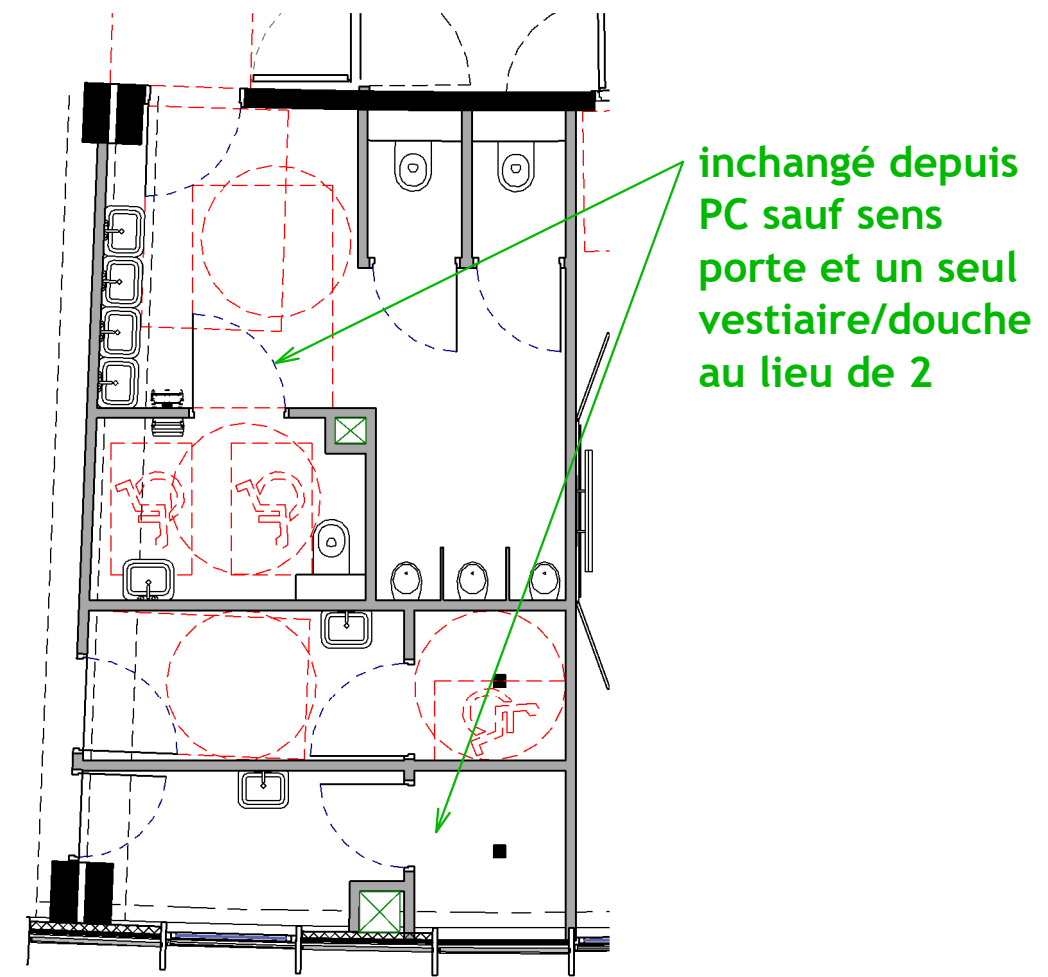 inchangé depuis
PC sauf sens
porte et un seul
vestiaire/douche
au lieu de 2